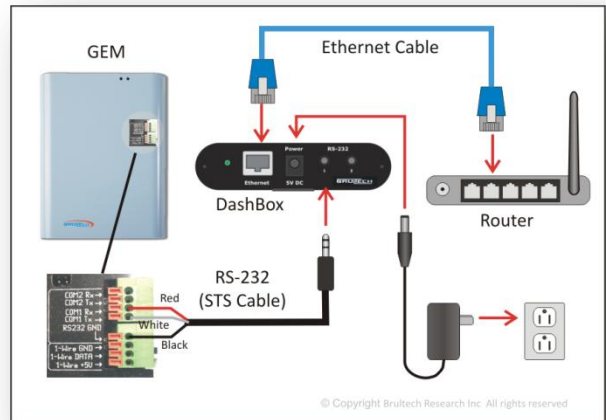 GEM
Ethernet Cable
Power
RS-232
Ethernet
5V DC
1
2
BRULTECH
DashBox
Router
RS-232
(STS Cable)
COM2 Rx
COM2 Tx
COM1 Rx
COM1 Tx
RS232 GND
1-Wire GND
1-Wire DATA
1-Wire +5V
Red
White
Black
© Copyright Brultech Research Inc All rights reserved